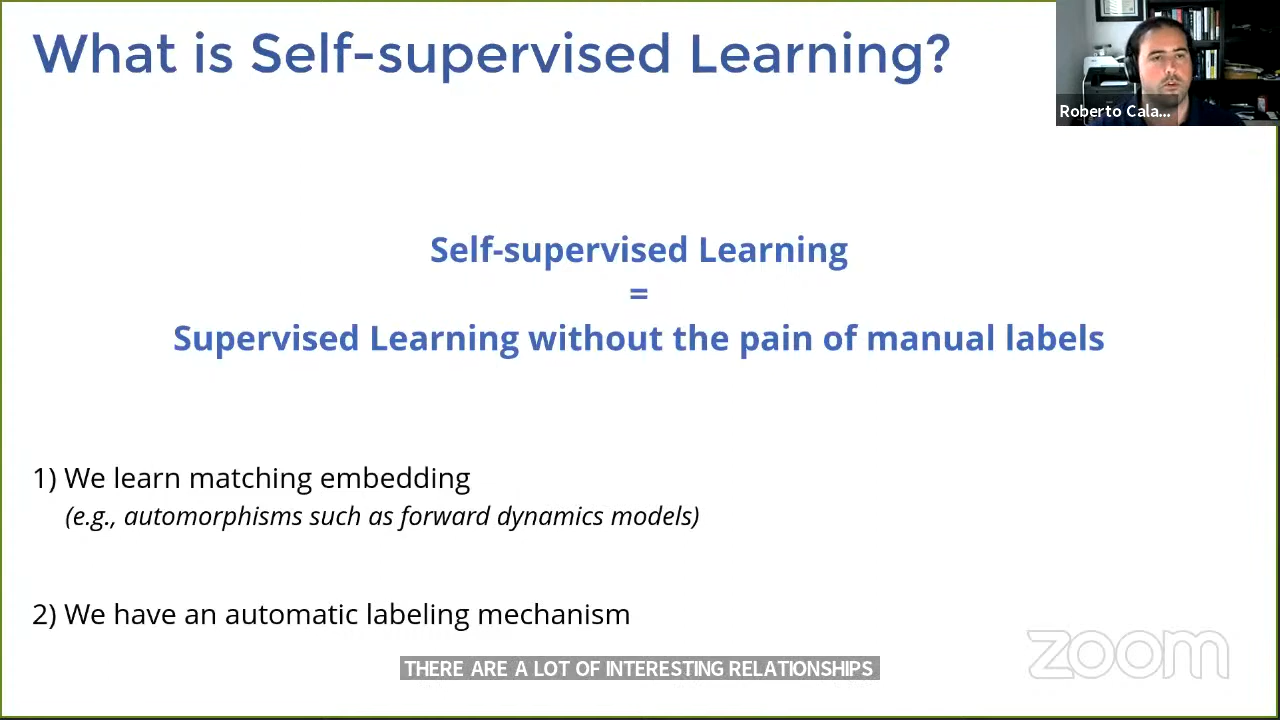 What is Self-supervised Learning?
Roberto Cala...
Self-supervised Learning
=
Supervised Learning without the pain of manual labels
1) We learn matching embedding
(e.g., automorphisms such as forward dynamics models)
2) We have an automatic labeling mechanism
zoom
THERE ARE A LOT OF INTERESTING RELATIONSHIPS